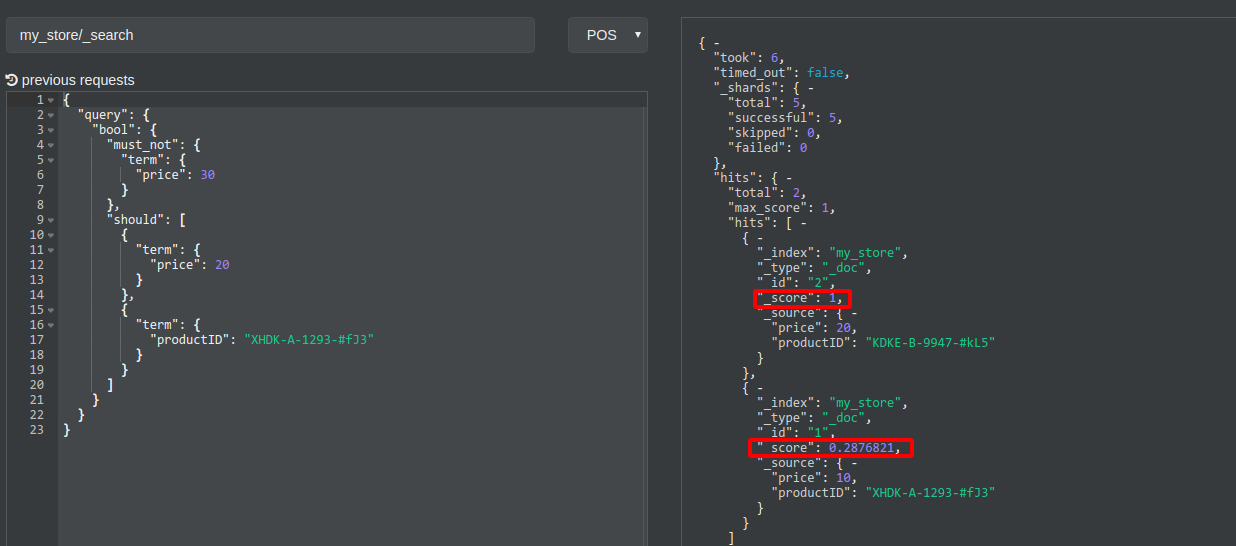 my_store/_search
POS
previous requests
1 {
2 "query": {
3 "bool": {
4 "must_not": {
5 "term": {
6 "price": 30
7 }
8 },
9 "should": [
10 {
11 "term": {
12 "price": 20
13 }
14 },
15 {
16 "term": {
17 "productID": "XHDK-A-1293-#fJ3"
18 }
19 }
20 ]
21 }
22 }
23 }
{ -
"took": 6,
"timed_out": false,
"_shards": { -
"total": 5,
"successful": 5,
"skipped": 0,
"failed": 0
},
"hits": { -
"total": 2,
"max_score": 1,
"hits": [ -
{ -
"_index": "my_store",
"_type": "_doc",
"_id": "2",
"_score": 1,
"_source": { -
"price": 20,
"productID": "KDKE-B-9947-#kL5"
}
},
{ -
"_index": "my_store",
"_type": "_doc",
"_id": "1",
"_score": 0.2876821,
"_source": { -
"price": 10,
"productID": "XHDK-A-1293-#fJ3"
}
}
]